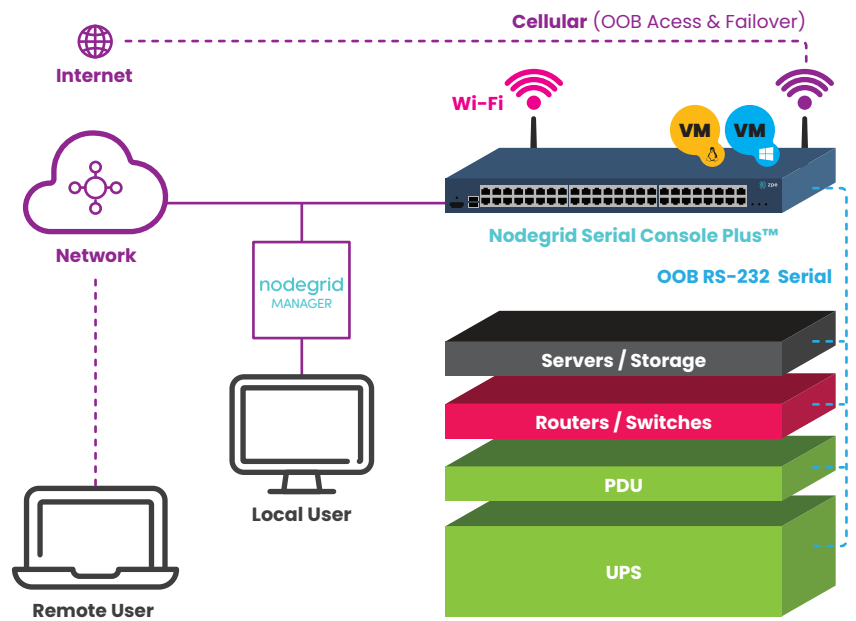 Cellular (OOB Acess & Failover)
Internet
Wi-Fi
VM
VM
zpe
Nodegrid Serial Console Plus™
Network
OOB RS-232 Serial
nodegrid
MANAGER
Servers / Storage
Routers / Switches
PDU
Local User
UPS
Remote User